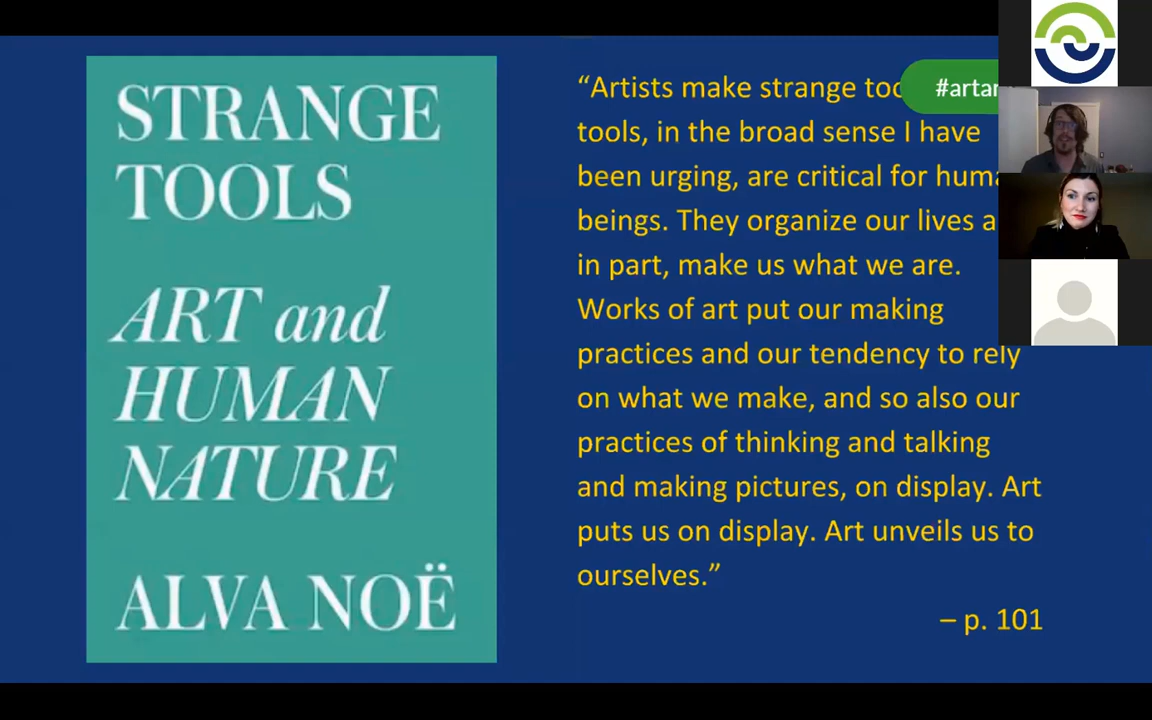 STRANGE
TOOLS
ART and
HUMAN
NATURE
ALVA NOË
“Artists make strange
tools, in the broad sense I have
been urging, are critical for
beings. They organize our lives
in part, make us what we are.
Works of art put our making
practices and our tendency to rely
on what we make, and so also our
practices of thinking and talking
and making pictures, on display. Art
puts us on display. Art unveils us to
ourselves.”
– p. 101